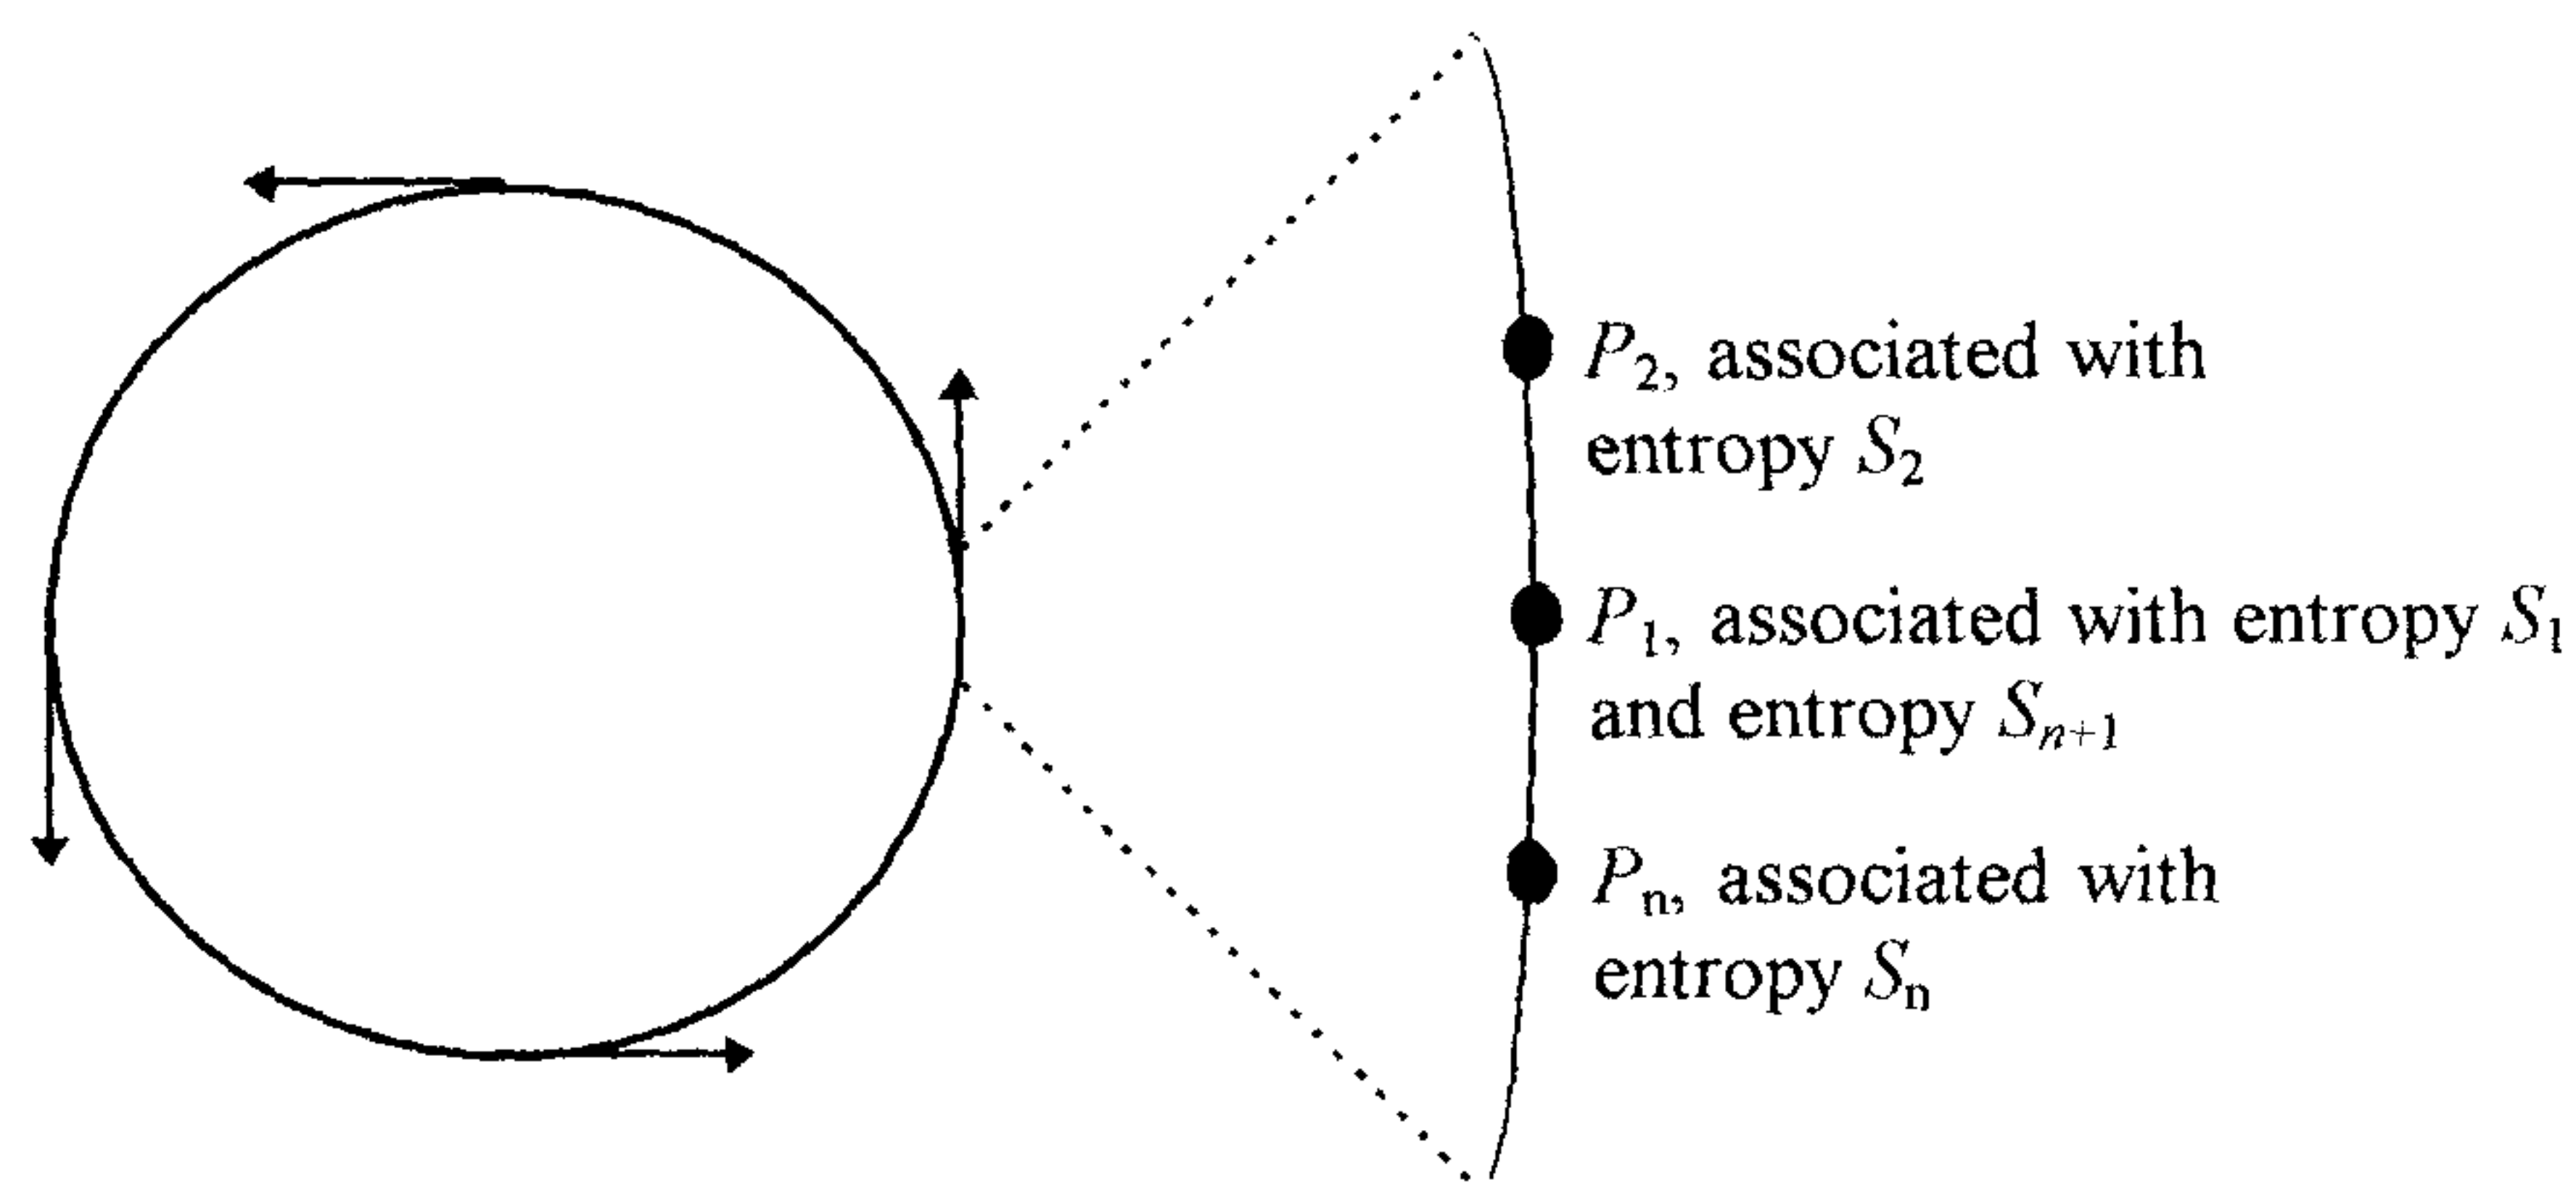 P₂, associated with
entropy S₂
P₁, associated with entropy S₁
and entropy Sₙ₊₁
Pₙ, associated with
entropy Sₙ